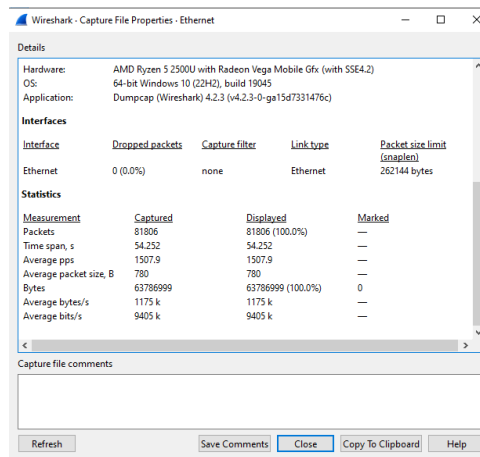 Wireshark · Capture File Properties · Ethernet
Details
Hardware: AMD Ryzen 5 2500U with Radeon Vega Mobile Gfx (with SSE4.2)
OS: 64-bit Windows 10 (22H2), build 19045
Application: Dumpcap (Wireshark) 4.2.3 (v4.2.3-0-ga15d7331476c)
Interfaces
Interface Dropped packets Capture filter Link type Packet size limit
(snaplen)
Ethernet 0 (0.0%) none Ethernet 262144 bytes
Statistics
Measurement Captured Displayed Marked
Packets 81806 81806 (100.0%) —
Time span, s 54.252 54.252 —
Average pps 1507.9 1507.9 —
Average packet size, B 780 780 —
Bytes 63786999 63786999 (100.0%) 0
Average bytes/s 1175 k 1175 k —
Average bits/s 9405 k 9405 k —
Capture file comments
Refresh Save Comments Close Copy To Clipboard Help